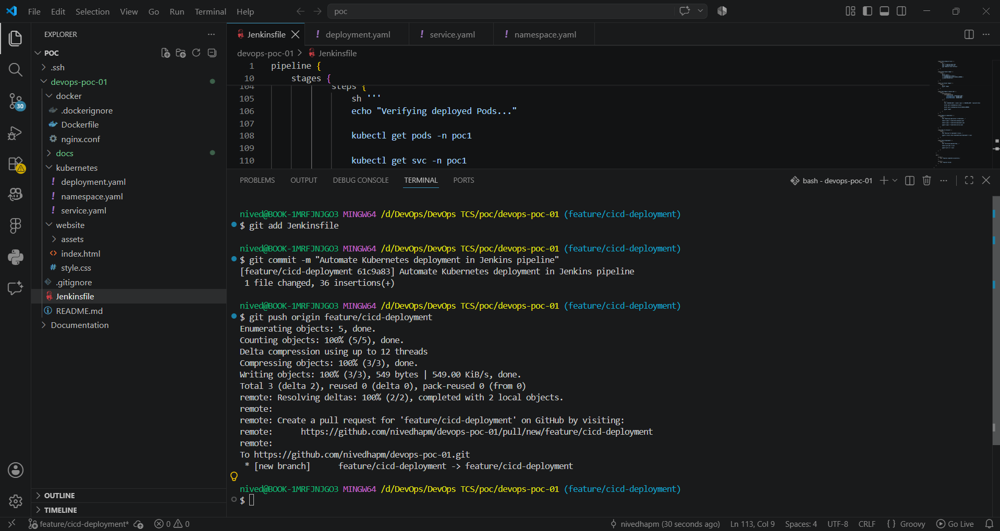 File Edit Selection View Go Run Terminal Help
poc
EXPLORER
POC
.ssh
devops-poc-01
docker
.dockerignore
Dockerfile
nginx.conf
docs
kubernetes
deployment.yaml
namespace.yaml
service.yaml
website
assets
index.html
style.css
.gitignore
Jenkinsfile
README.md
Documentation
OUTLINE
TIMELINE
30
Jenkinsfile
! deployment.yaml
! service.yaml
! namespace.yaml
devops-poc-01 > Jenkinsfile
1 pipeline {
10 stages {
104 steps {
105 sh '''
106 echo "Verifying deployed Pods..."
107
108 kubectl get pods -n poc1
109
110 kubectl get svc -n poc1
PROBLEMS OUTPUT DEBUG CONSOLE TERMINAL PORTS
bash - devops-poc-01
nived@BOOK-1MRFJNJGO3 MINGW64 /d/DevOps/DevOps TCS/poc/devops-poc-01 (feature/cicd-deployment)
$ git add Jenkinsfile
nived@BOOK-1MRFJNJGO3 MINGW64 /d/DevOps/DevOps TCS/poc/devops-poc-01 (feature/cicd-deployment)
$ git commit -m "Automate Kubernetes deployment in Jenkins pipeline"
[feature/cicd-deployment 61c9a83] Automate Kubernetes deployment in Jenkins pipeline
1 file changed, 36 insertions(+)
nived@BOOK-1MRFJNJGO3 MINGW64 /d/DevOps/DevOps TCS/poc/devops-poc-01 (feature/cicd-deployment)
$ git push origin feature/cicd-deployment
Enumerating objects: 5, done.
Counting objects: 100% (5/5), done.
Delta compression using up to 12 threads
Compressing objects: 100% (3/3), done.
Writing objects: 100% (3/3), 549 bytes | 549.00 KiB/s, done.
Total 3 (delta 2), reused 0 (delta 0), pack-reused 0 (from 0)
remote: Resolving deltas: 100% (2/2), completed with 2 local objects.
remote:
remote: Create a pull request for 'feature/cicd-deployment' on GitHub by visiting:
remote: https://github.com/nivedhapm/devops-poc-01/pull/new/feature/cicd-deployment
remote:
To https://github.com/nivedhapm/devops-poc-01.git
* [new branch] feature/cicd-deployment -> feature/cicd-deployment
nived@BOOK-1MRFJNJGO3 MINGW64 /d/DevOps/DevOps TCS/poc/devops-poc-01 (feature/cicd-deployment)
$
feature/cicd-deployment* 0 0 nivedhapm (30 seconds ago) Ln 113, Col 9 Spaces: 4 UTF-8 CRLF {} Groovy Go Live